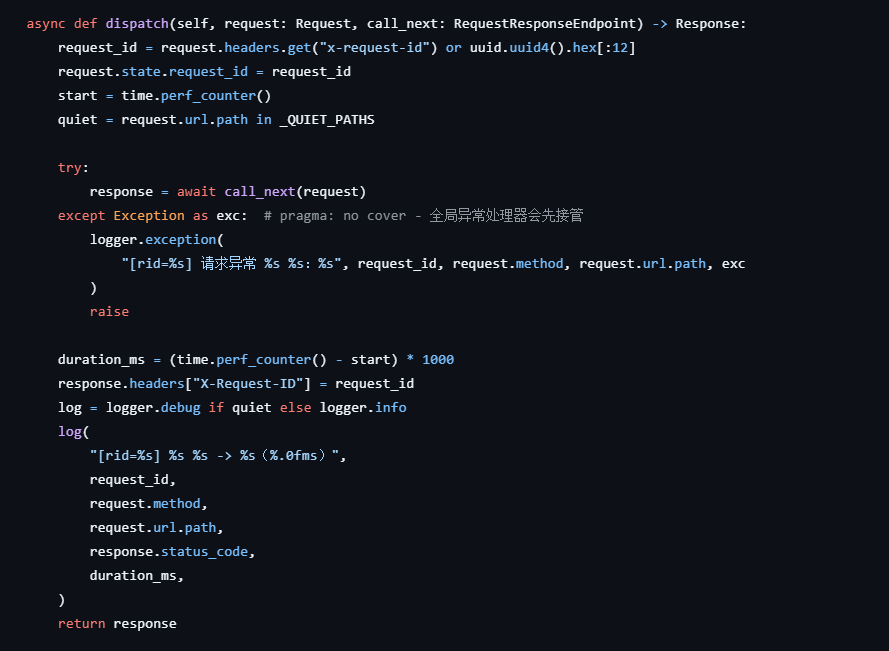 async def dispatch(self, request: Request, call_next: RequestResponseEndpoint) -> Response:
    request_id = request.headers.get("x-request-id") or uuid.uuid4().hex[:12]
    request.state.request_id = request_id
    start = time.perf_counter()
    quiet = request.url.path in _QUIET_PATHS

    try:
        response = await call_next(request)
    except Exception as exc:  # pragma: no cover - 全局异常处理器会先接管
        logger.exception(
            "[rid=%s] 请求异常 %s %s: %s", request_id, request.method, request.url.path, exc
        )
        raise

    duration_ms = (time.perf_counter() - start) * 1000
    response.headers["X-Request-ID"] = request_id
    log = logger.debug if quiet else logger.info
    log(
        "[rid=%s] %s %s -> %s（%.0fms）",
        request_id,
        request.method,
        request.url.path,
        response.status_code,
        duration_ms,
    )
    return response